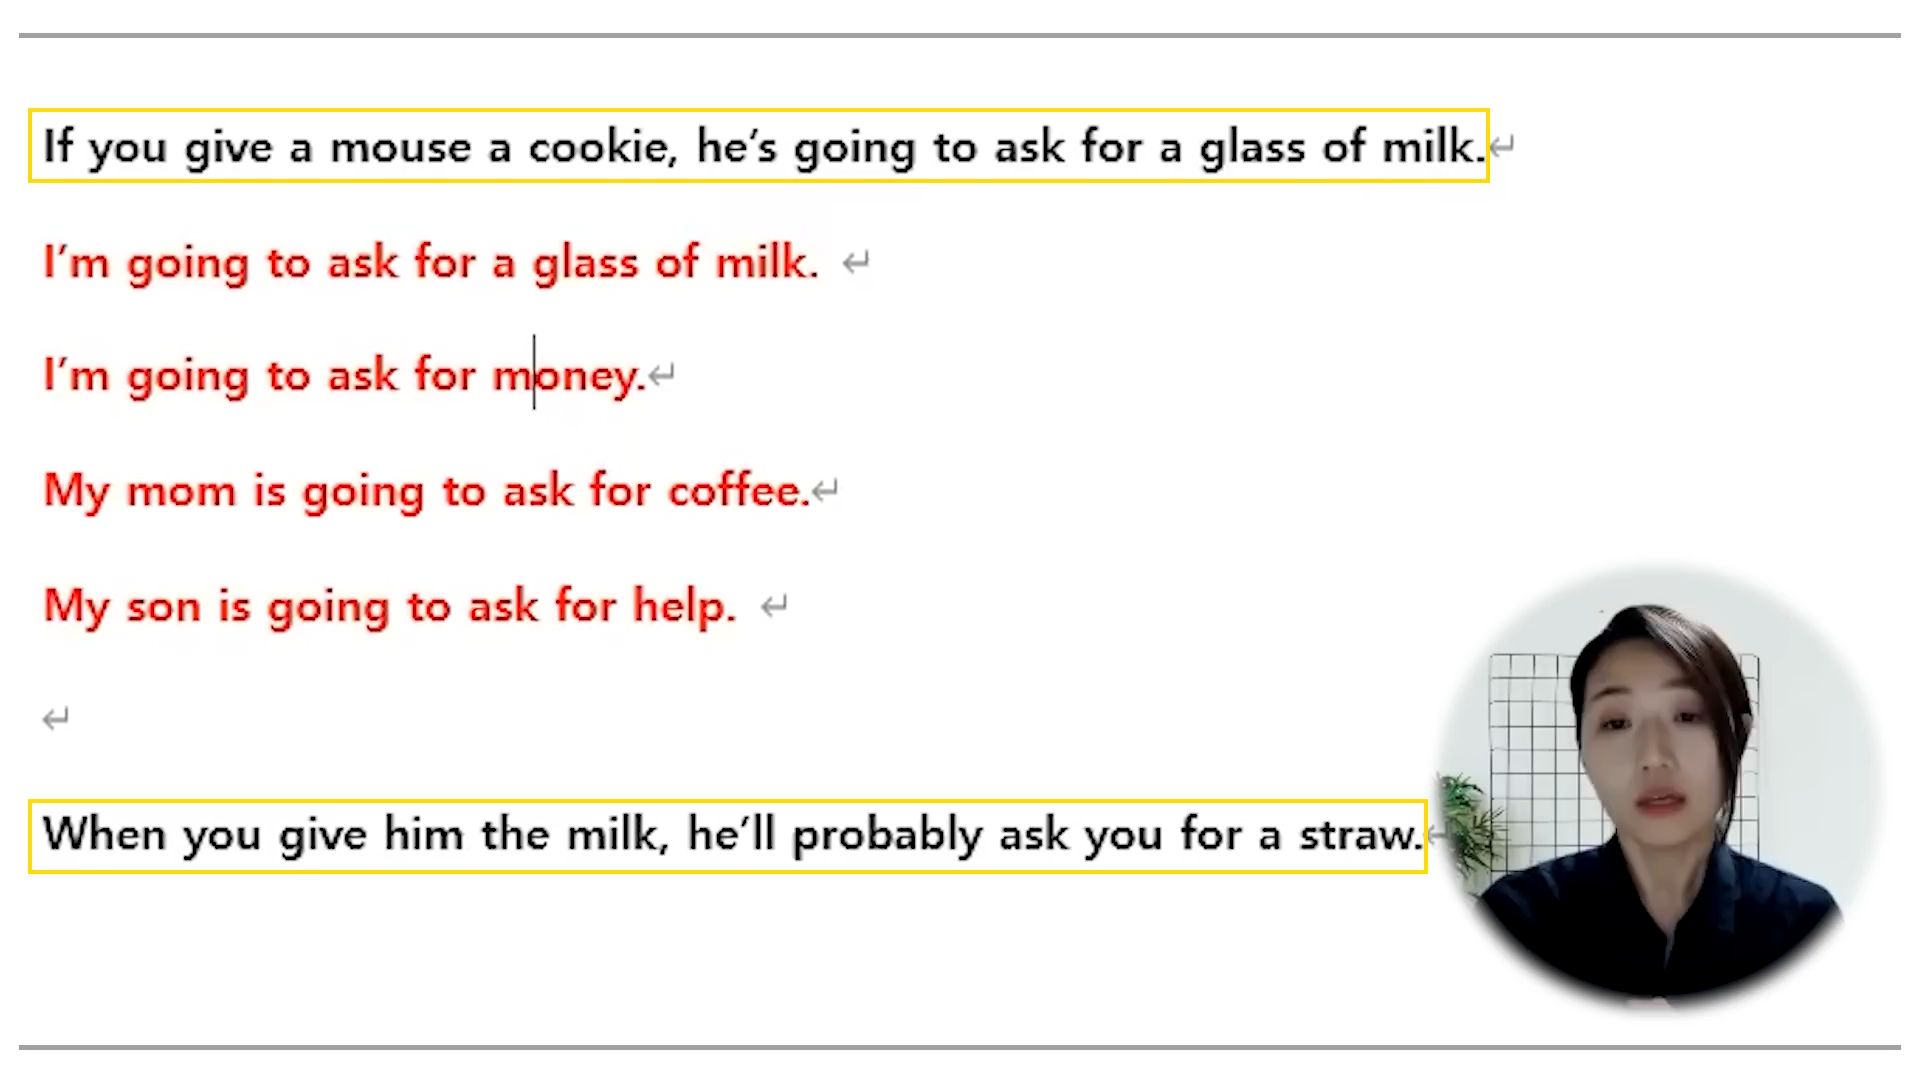 If you give a mouse a cookie, he’s going to ask for a glass of milk.
I’m going to ask for a glass of milk.
I’m going to ask for money.
My mom is going to ask for coffee.
My son is going to ask for help.
When you give him the milk, he’ll probably ask you for a straw.